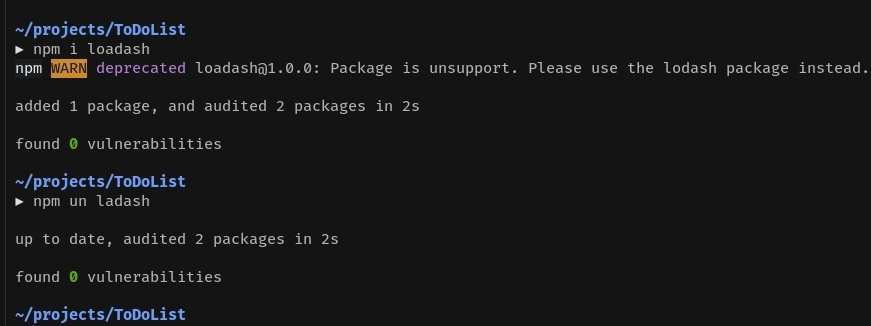 ~/projects/ToDoList
▶ npm i loadash
npm WARN deprecated loadash@1.0.0: Package is unsupport. Please use the lodash package instead.
added 1 package, and audited 2 packages in 2s
found 0 vulnerabilities
~/projects/ToDoList
▶ npm un ladash
up to date, audited 2 packages in 2s
found 0 vulnerabilities
~/projects/ToDoList